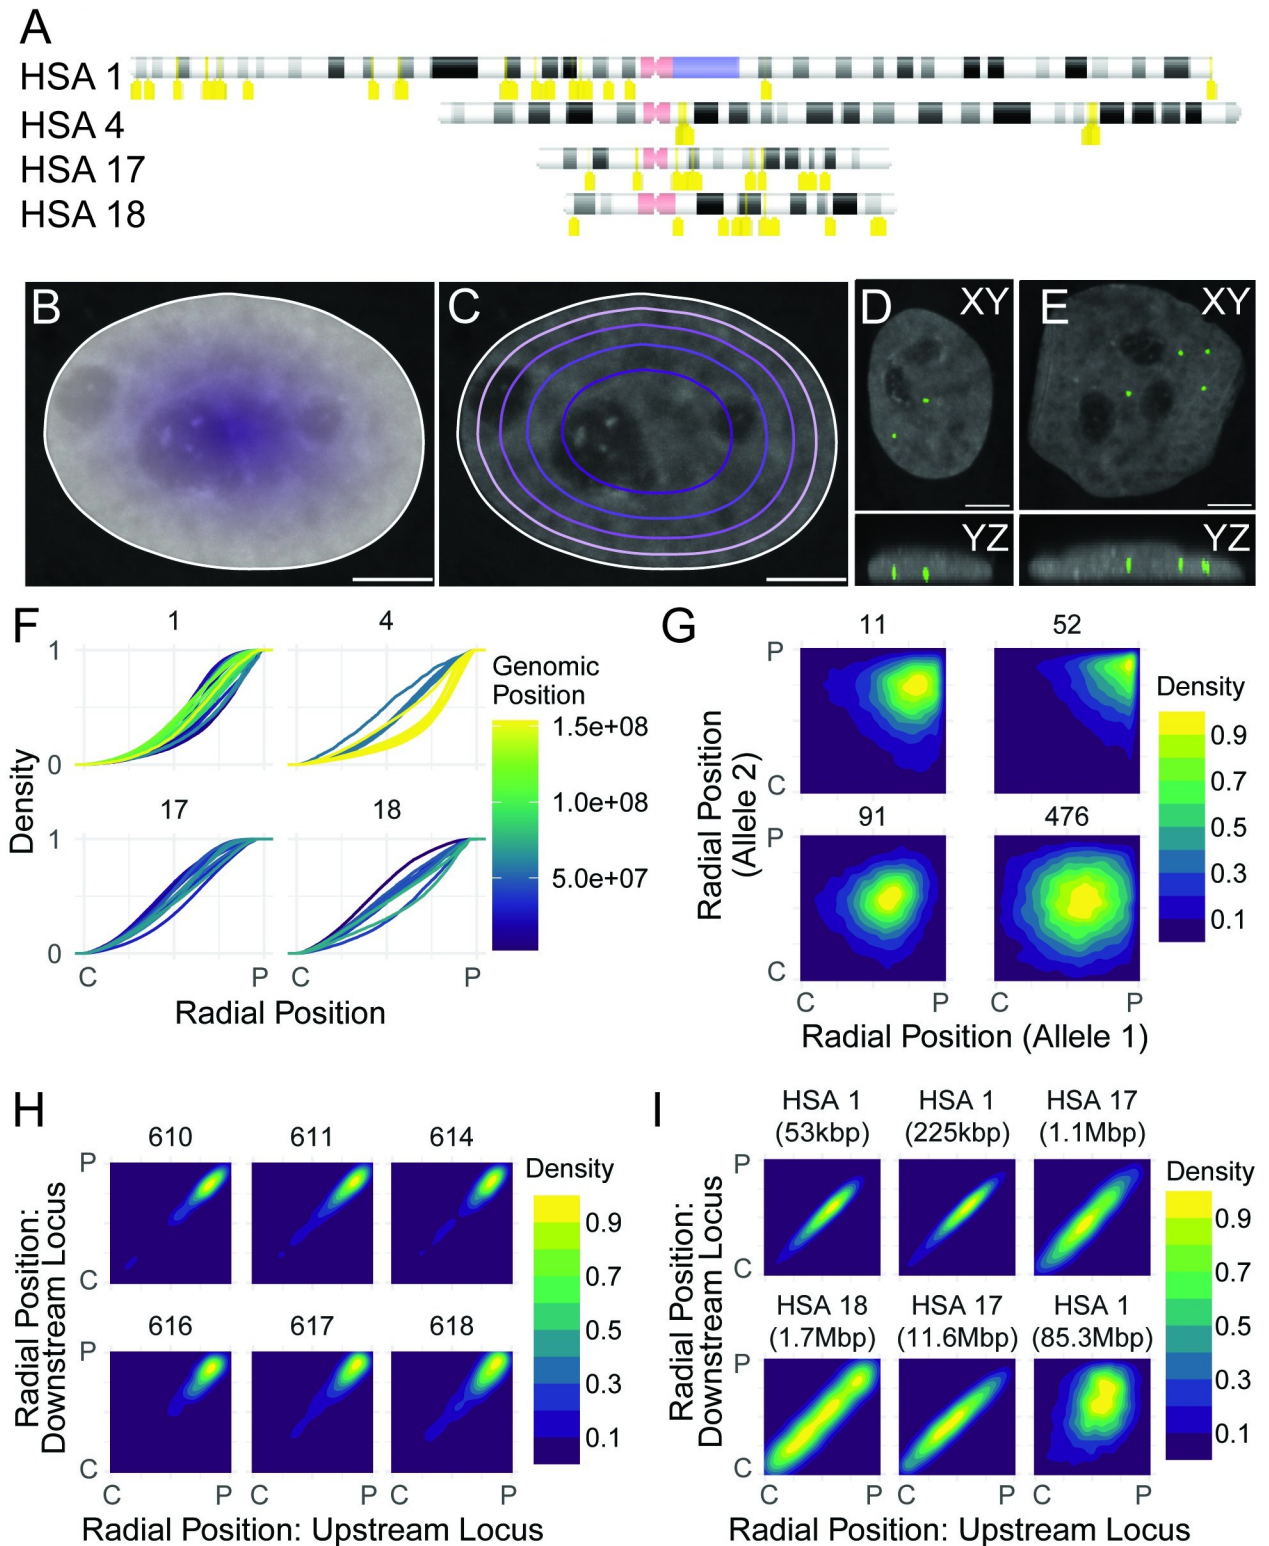 A
HSA 1
HSA 4
HSA 17
HSA 18
B
C
D
XY
YZ
E
XY
YZ
F
1
4
1
0
17
18
1
0
C
P
C
P
Density
Radial Position
Genomic
Position
1.5e+08
1.0e+08
5.0e+07
G
11
52
P
C
91
476
P
C
C
P
C
P
Radial Position
(Allele 2)
Radial Position (Allele 1)
Density
0.9
0.7
0.5
0.3
0.1
H
610
611
614
P
C
616
617
618
P
C
C
P
C
P
C
P
Radial Position:
Downstream Locus
Radial Position: Upstream Locus
Density
0.9
0.7
0.5
0.3
0.1
I
HSA 1
(53kbp)
HSA 1
(225kbp)
HSA 17
(1.1Mbp)
P
C
HSA 18
(1.7Mbp)
HSA 17
(11.6Mbp)
HSA 1
(85.3Mbp)
P
C
C
P
C
P
C
P
Radial Position:
Downstream Locus
Radial Position: Upstream Locus
Density
0.9
0.7
0.5
0.3
0.1